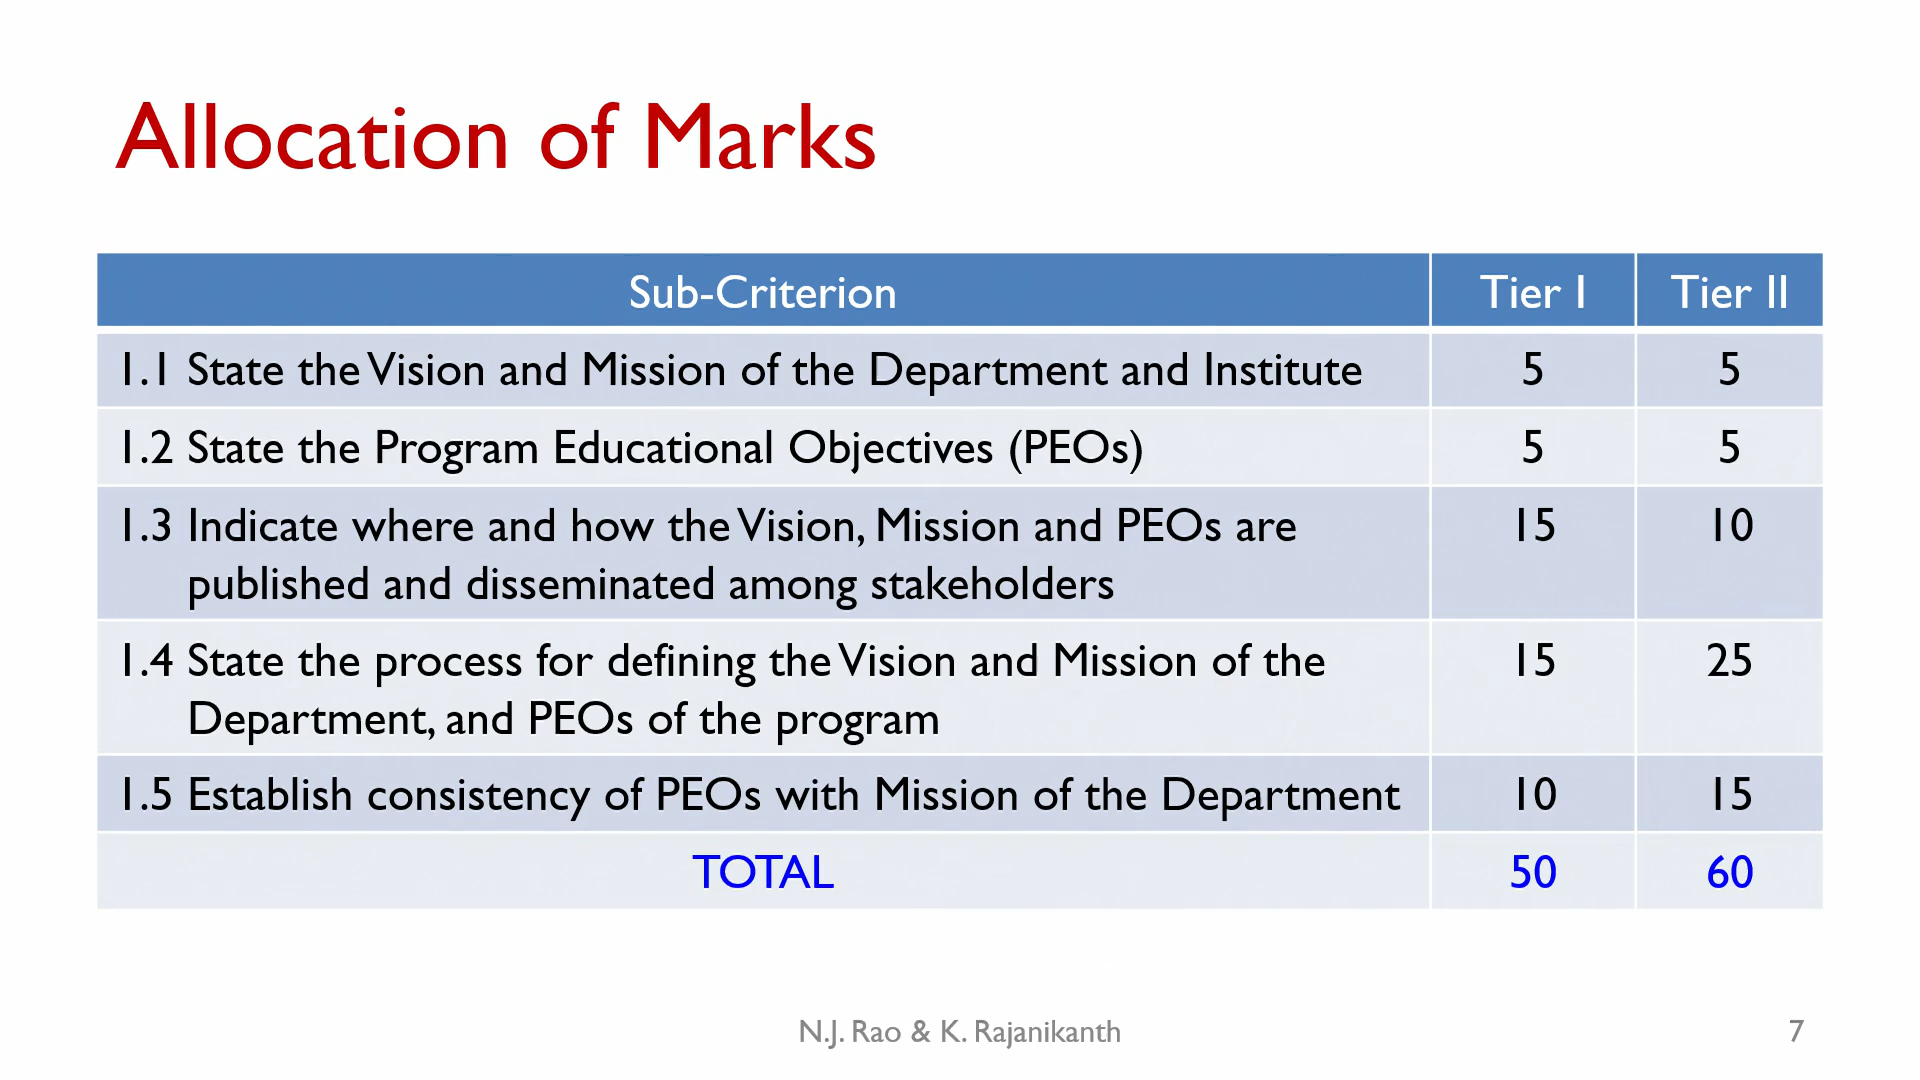 Allocation of Marks
Sub-Criterion Tier I Tier II
1.1 State the Vision and Mission of the Department and Institute 5 5
1.2 State the Program Educational Objectives (PEOs) 5 5
1.3 Indicate where and how the Vision, Mission and PEOs are 15 10
published and disseminated among stakeholders
1.4 State the process for defining the Vision and Mission of the 15 25
Department, and PEOs of the program
1.5 Establish consistency of PEOs with Mission of the Department 10 15
TOTAL 50 60
N.J. Rao & K. Rajanikanth 7